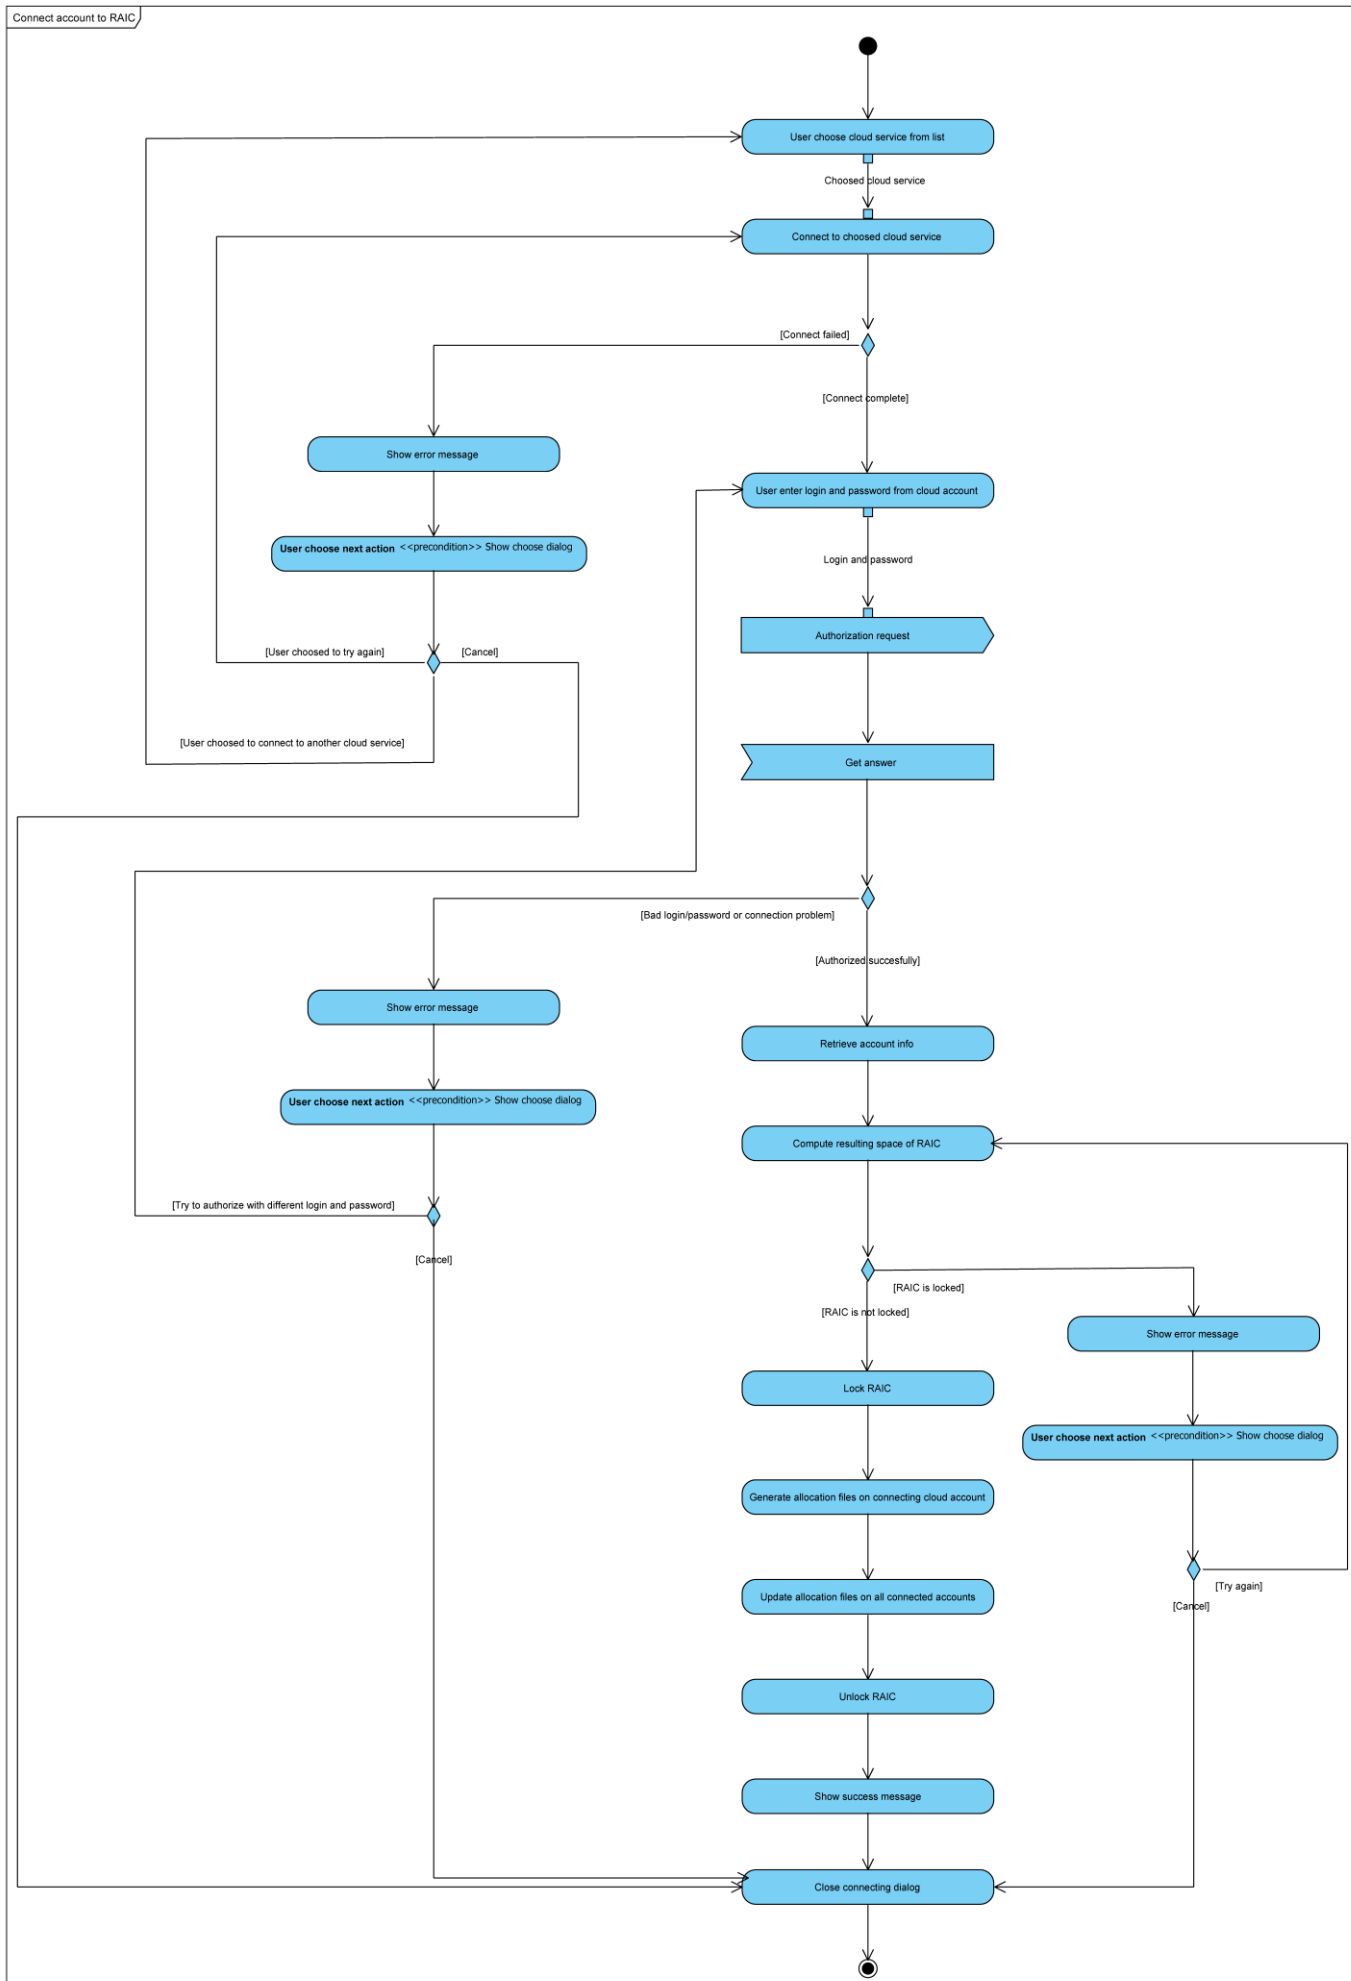 Connect account to RAIC
User choose cloud service from list
Choosed cloud service
Connect to choosed cloud service
[Connect failed]
[Connect complete]
Show error message
User enter login and password from cloud account
User choose next action <<precondition>> Show choose dialog
Login and password
Authorization request
[User choosed to try again]
[Cancel]
[User choosed to connect to another cloud service]
Get answer
[Bad login/password or connection problem]
[Authorized succesfully]
Show error message
Retrieve account info
User choose next action <<precondition>> Show choose dialog
Compute resulting space of RAIC
[Try to authorize with different login and password]
[Cancel]
[RAIC is locked]
[RAIC is not locked]
Show error message
Lock RAIC
User choose next action <<precondition>> Show choose dialog
Generate allocation files on connecting cloud account
[Try again]
[Cancel]
Update allocation files on all connected accounts
Unlock RAIC
Show success message
Close connecting dialog